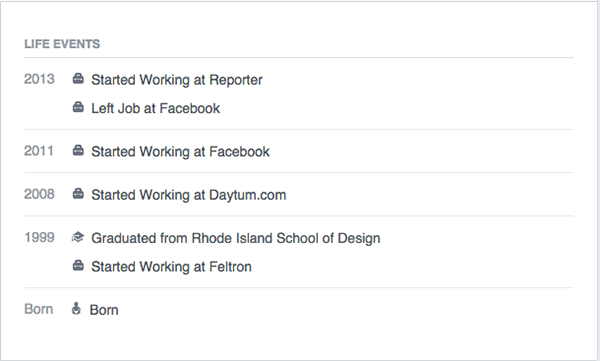 LIFE EVENTS
2013 Started Working at Reporter
Left Job at Facebook
2011 Started Working at Facebook
2008 Started Working at Daytum.com
1999 Graduated from Rhode Island School of Design
Started Working at Feltron
Born Born